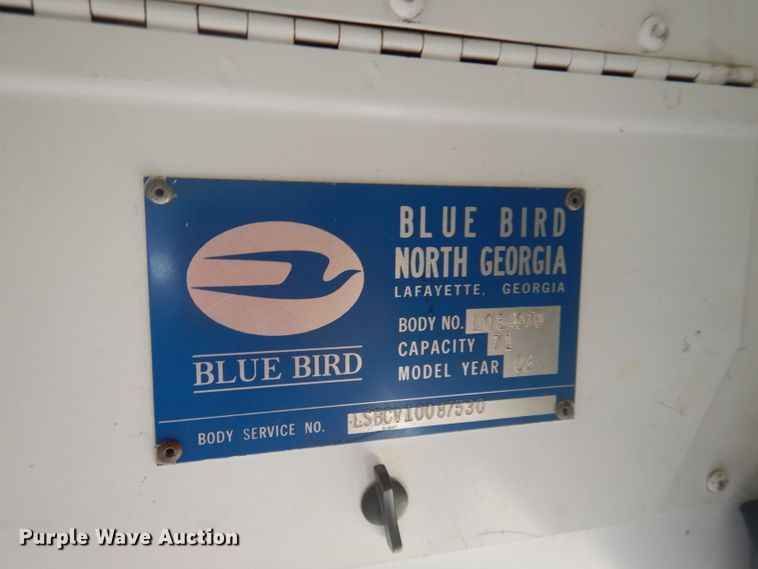 BLUE BIRD
NORTH GEORGIA
LAFAYETTE, GEORGIA
BODY NO.
CAPACITY 71
MODEL YEAR
BLUE BIRD
BODY SERVICE NO. LSBCV10087530
Purple Wave Auction